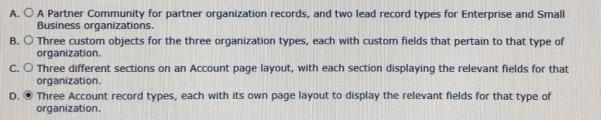 A. A Partner Community for partner organization records, and two lead record types for Enterprise and Small
Business organizations.
B. Three custom objects for the three organization types, each with custom fields that pertain to that type of
organization.
C. Three different sections on an Account page layout, with each section displaying the relevant fields for that
organization.
D. Three Account record types, each with its own page layout to display the relevant fields for that type of
organization.